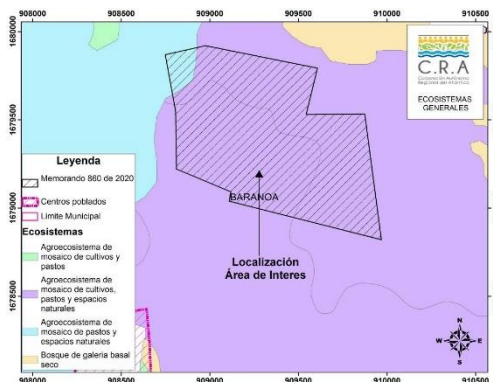 908000 908500 909000 909500 910000 910500
1680000
1679500
1679000
1678500
C.R.A
Corporación Autónoma
Regional del Atlántico
ECOSISTEMAS
GENERALES
Leyenda
Memorando 860 de 2020
Centros poblados
Limite Municipal
Ecosistemas
Agroecosistema de
mosaico de cultivos y
pastos
Agroecosistema de
mosaico de cultivos,
pastos y espacios
naturales
Agroecosistema de
mosaico de pastos y
espacios naturales
Bosque de galeria basal
seco
BARANOA
Localización
Área de Interes
N
W E
S
908000 908500 909000 909500 910000 910500